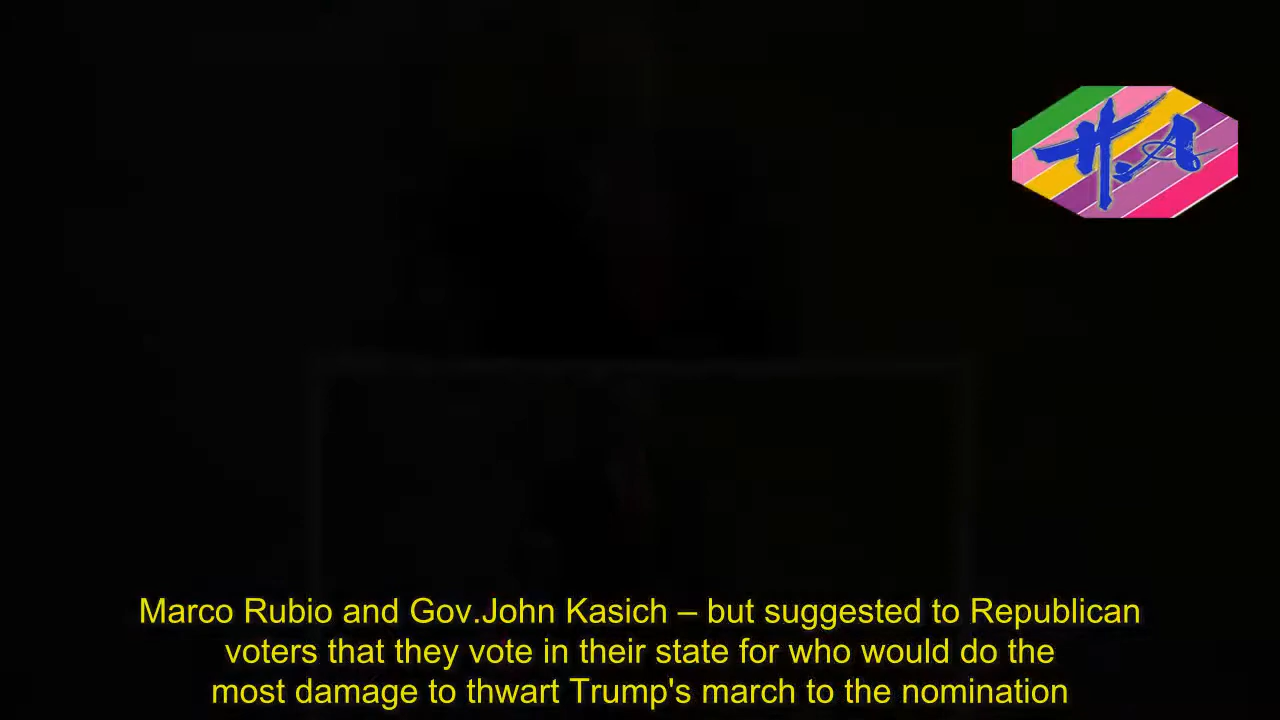 HA
Marco Rubio and Gov.John Kasich – but suggested to Republican
voters that they vote in their state for who would do the
most damage to thwart Trump's march to the nomination